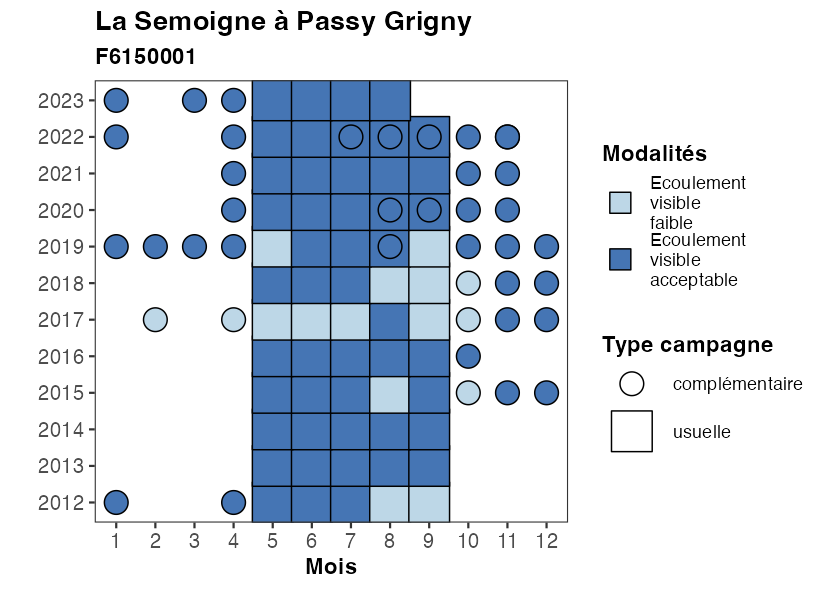 La Semoigne à Passy Grigny
F6150001
2023
2022
2021
2020
2019
2018
2017
2016
2015
2014
2013
2012
1 2 3 4 5 6 7 8 9 10 11 12
Mois
Modalités
Ecoulement
visible
faible
Ecoulement
visible
acceptable
Type campagne
complémentaire
usuelle